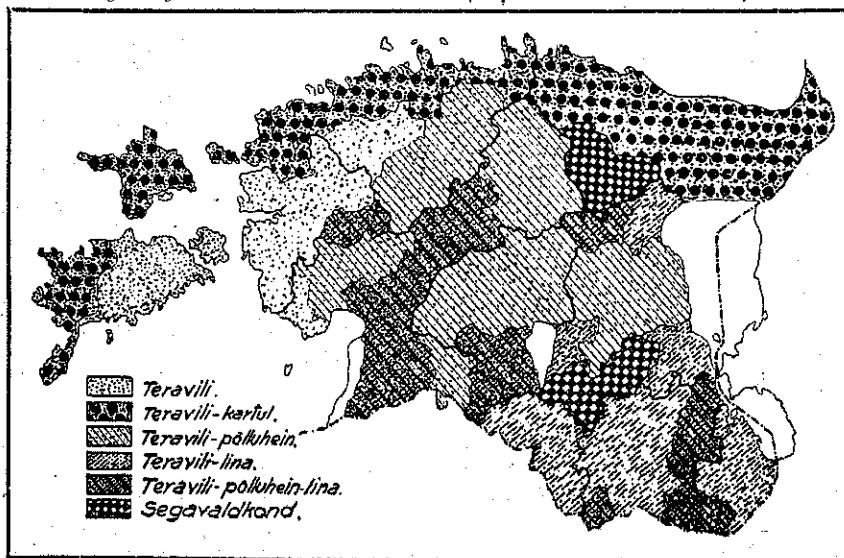 Teravili.
Teravili-kartul.
Teravili-põlluhein.
Teravili-lina.
Teravili-põlluhein-lina.
Segavaldkond.